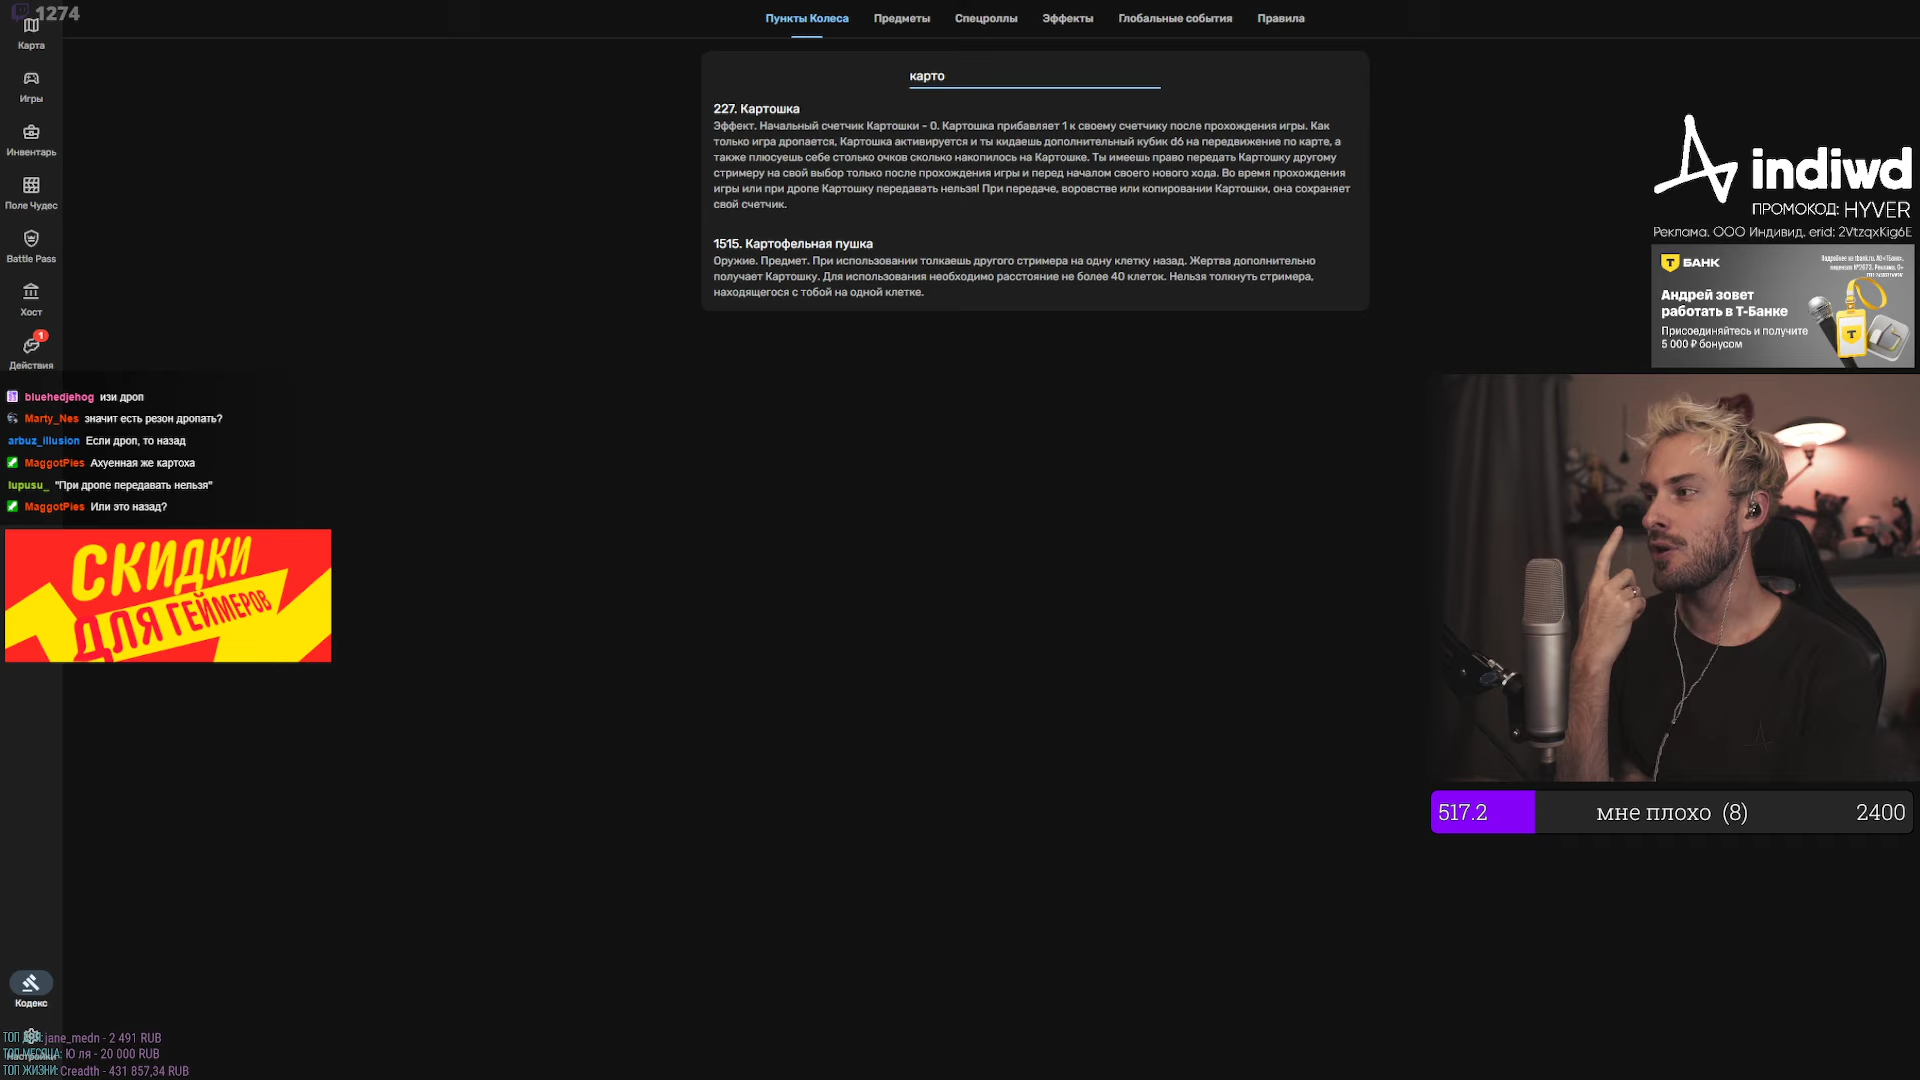 1274
Карта
Игры
Инвентарь
Поле Чудес
Battle Pass
Хост
1
Действия
Пункты Колеса
Предметы
Спецроллы
Эффекты
Глобальные события
Правила
карто
227. Картошка
Эффект. Начальный счетчик Картошки - 0. Картошка прибавляет 1 к своему счетчику после прохождения игры. Как
только игра дропается, Картошка активируется и ты кидаешь дополнительный кубик d6 на передвижение по карте, а
также плюсуешь себе столько очков сколько накопилось на Картошке. Ты имеешь право передать Картошку другому
стримеру на свой выбор только после прохождения игры и перед началом своего нового хода. Во время прохождения
игры или при дропе Картошку передавать нельзя! При передаче, воровстве или копировании Картошки, она сохраняет
свой счетчик.
1515. Картофельная пушка
Оружие. Предмет. При использовании толкаешь другого стримера на одну клетку назад. Жертва дополнительно
получает Картошку. Для использования необходимо расстояние не более 40 клеток. Нельзя толкнуть стримера,
находящегося с тобой на одной клетке.
indiwd
ПРОМОКОД: HYVER
Реклама. ООО Индивид. erid: 2VtzqxKig6E
Т БАНК
Андрей зовет
работать в Т-Банке
Присоединяйтесь и получите
5 000 ₽ бонусом
bluehedjehog изи дроп
Marty_Nes значит есть резон дропать?
arbuz_illusion Если дроп, то назад
MaggotPies Ахуенная же картоха
lupusu_ "При дропе передавать нельзя"
MaggotPies Или это назад?
СКИДКИ
ДЛЯ ГЕЙМЕРОВ
517.2 мне плохо (8) 2400
Кодекс
Настройки
jane_medn - 2 491 RUB
ТОП МЕСЯЦА: Ю ля - 20 000 RUB
ТОП ЖИЗНИ: Creadth - 431 857,34 RUB